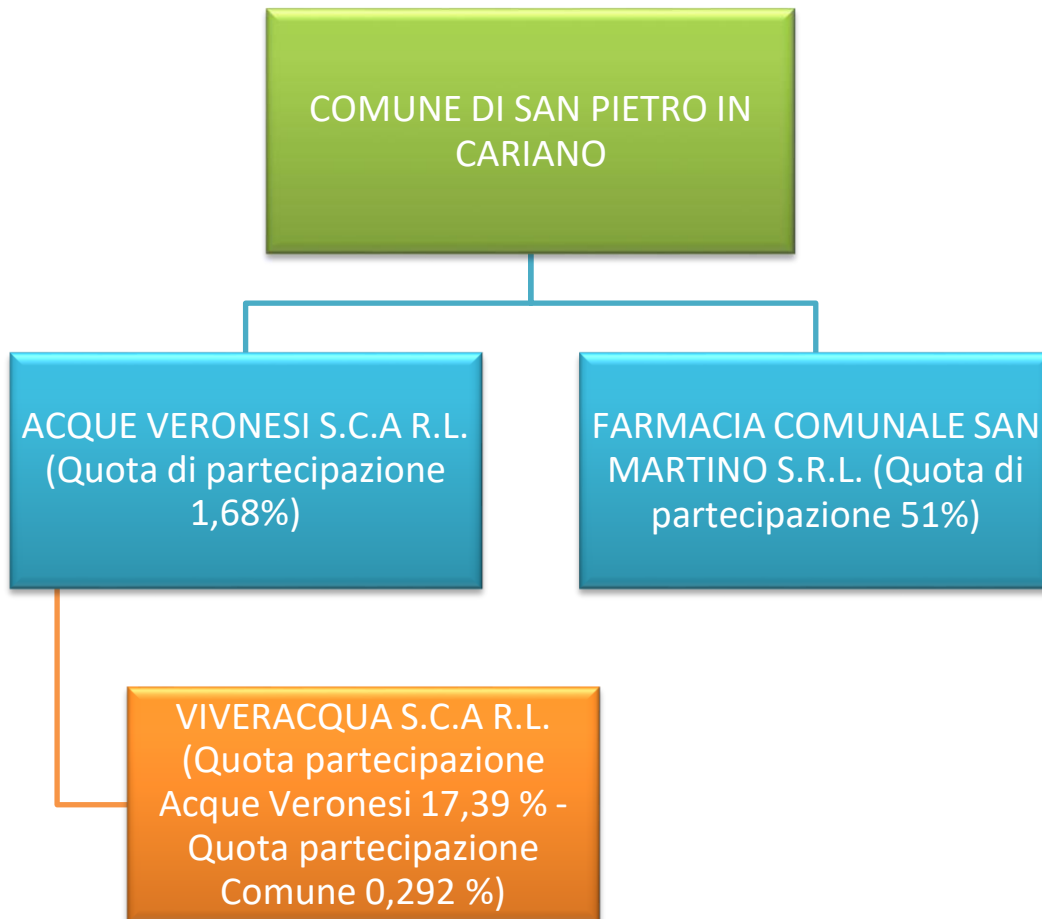 COMUNE DI SAN PIETRO IN
CARIANO
ACQUE VERONESI S.C.A R.L.
(Quota di partecipazione
1,68%)
FARMACIA COMUNALE SAN
MARTINO S.R.L. (Quota di
partecipazione 51%)
VIVERACQUA S.C.A R.L.
(Quota partecipazione
Acque Veronesi 17,39 % -
Quota partecipazione
Comune 0,292 %)